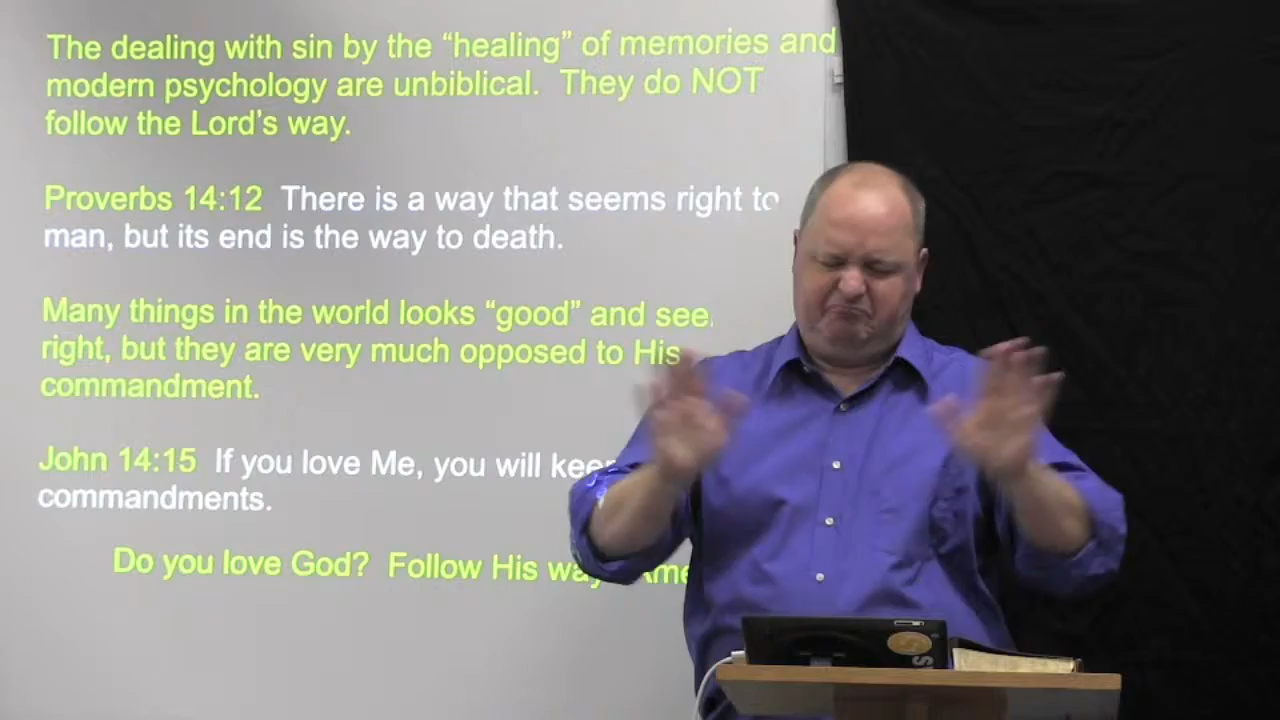 The dealing with sin by the “healing” of memories and
modern psychology are unbiblical.  They do NOT
follow the Lord’s way.
Proverbs 14:12  There is a way that seems right to
man, but its end is the way to death.
Many things in the world looks “good” and
right, but they are very much opposed to His
commandment.
John 14:15  If you love Me, you will
commandments.
Do you love God?  Follow His